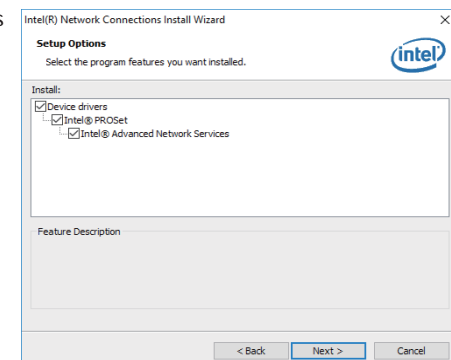 s
Intel(R) Network Connections Install Wizard
Setup Options
Select the program features you want installed.
intel
Install:
Device drivers
Intel® PROSet
Intel® Advanced Network Services
Feature Description
< Back
Next >
Cancel